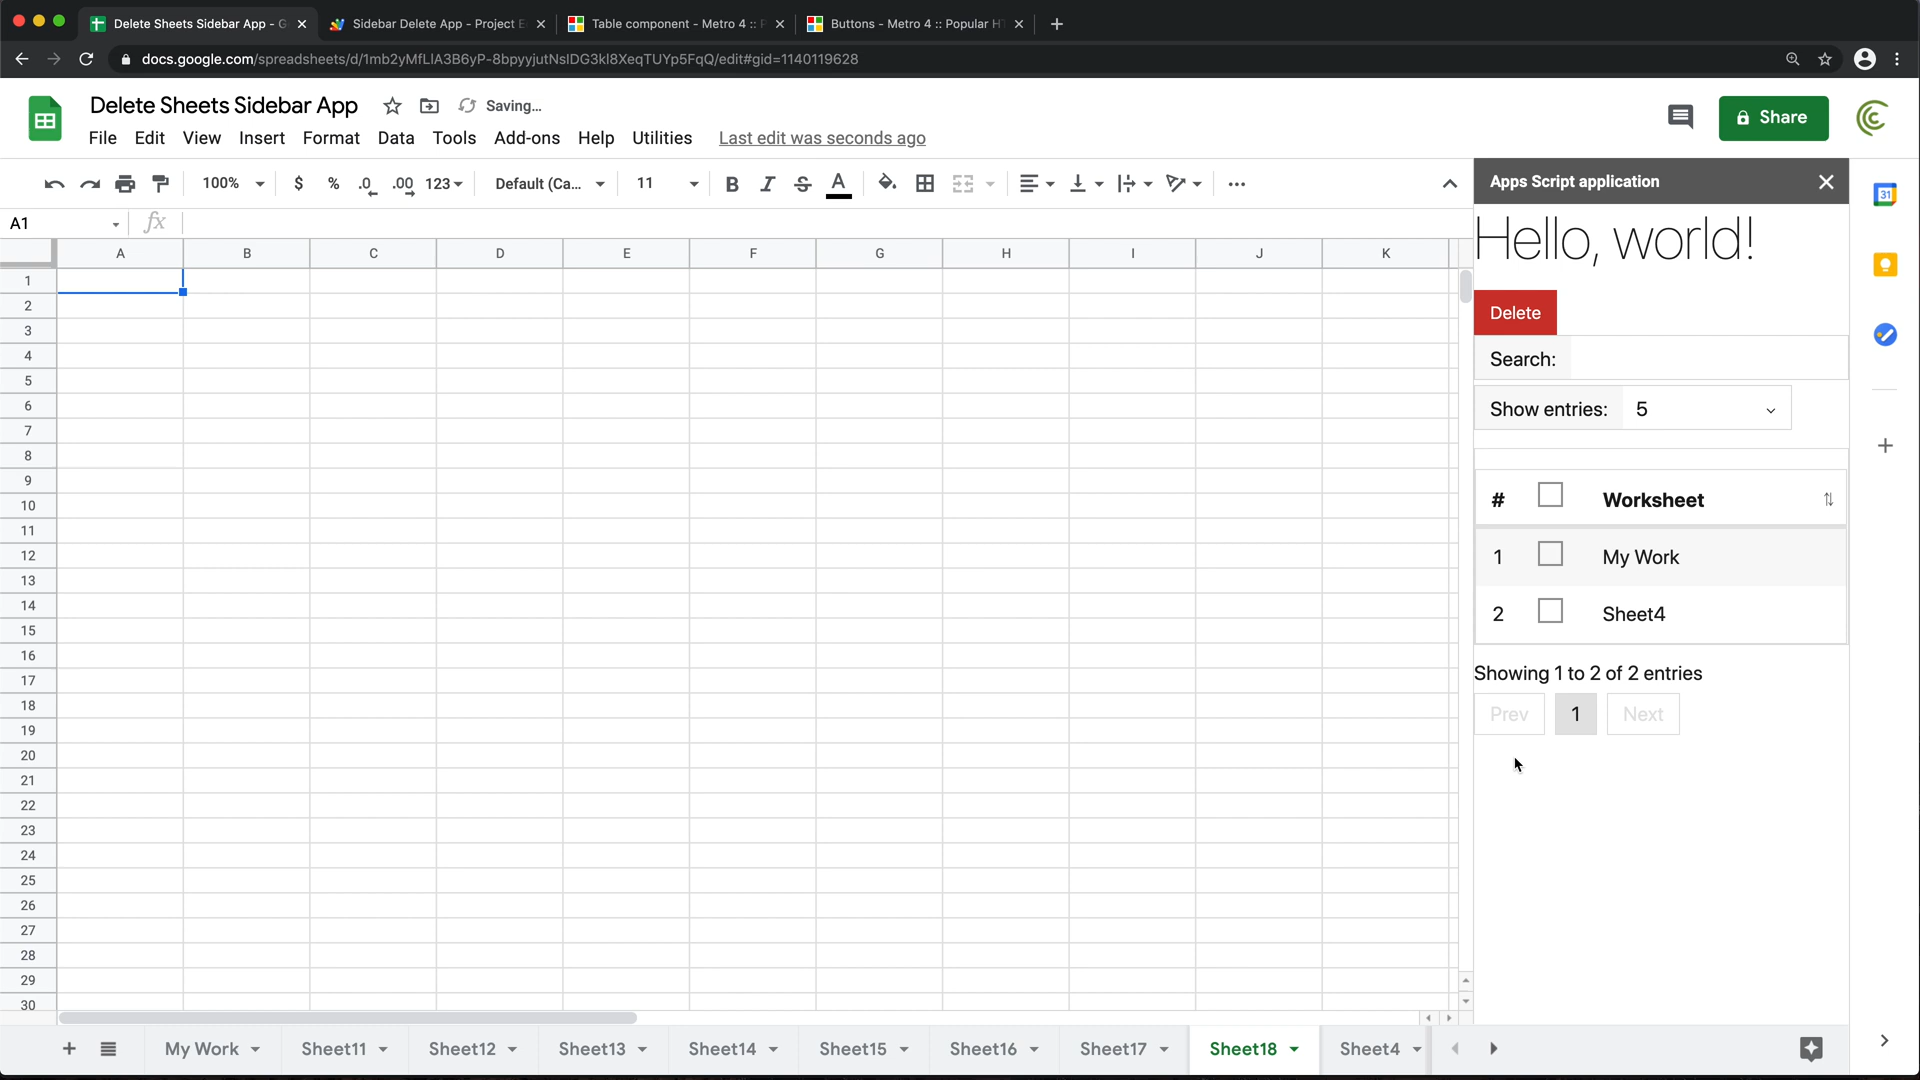 Delete Sheets Sidebar App - G
Sidebar Delete App - Project E
Table component - Metro 4 :: P
Buttons - Metro 4 :: Popular HT
docs.google.com/spreadsheets/d/1mb2yMfLIA3B6yP-8bpyyjutNsIDG3kl8XeqTUYp5FqQ/edit#gid=1140119628
Delete Sheets Sidebar App
Saving...
File Edit View Insert Format Data Tools Add-ons Help Utilities Last edit was seconds ago
Share
100% $ % .0 .00 123 Default (Ca... 11 B I S A
Apps Script application
A1 fx
A B C D E F G H I J K
1
2
3
4
5
6
7
8
9
10
11
12
13
14
15
16
17
18
19
20
21
22
23
24
25
26
27
28
29
30
Hello, world!
Delete
Search:
Show entries: 5
# Worksheet
1 My Work
2 Sheet4
Showing 1 to 2 of 2 entries
Prev 1 Next
31
My Work Sheet11 Sheet12 Sheet13 Sheet14 Sheet15 Sheet16 Sheet17 Sheet18 Sheet4